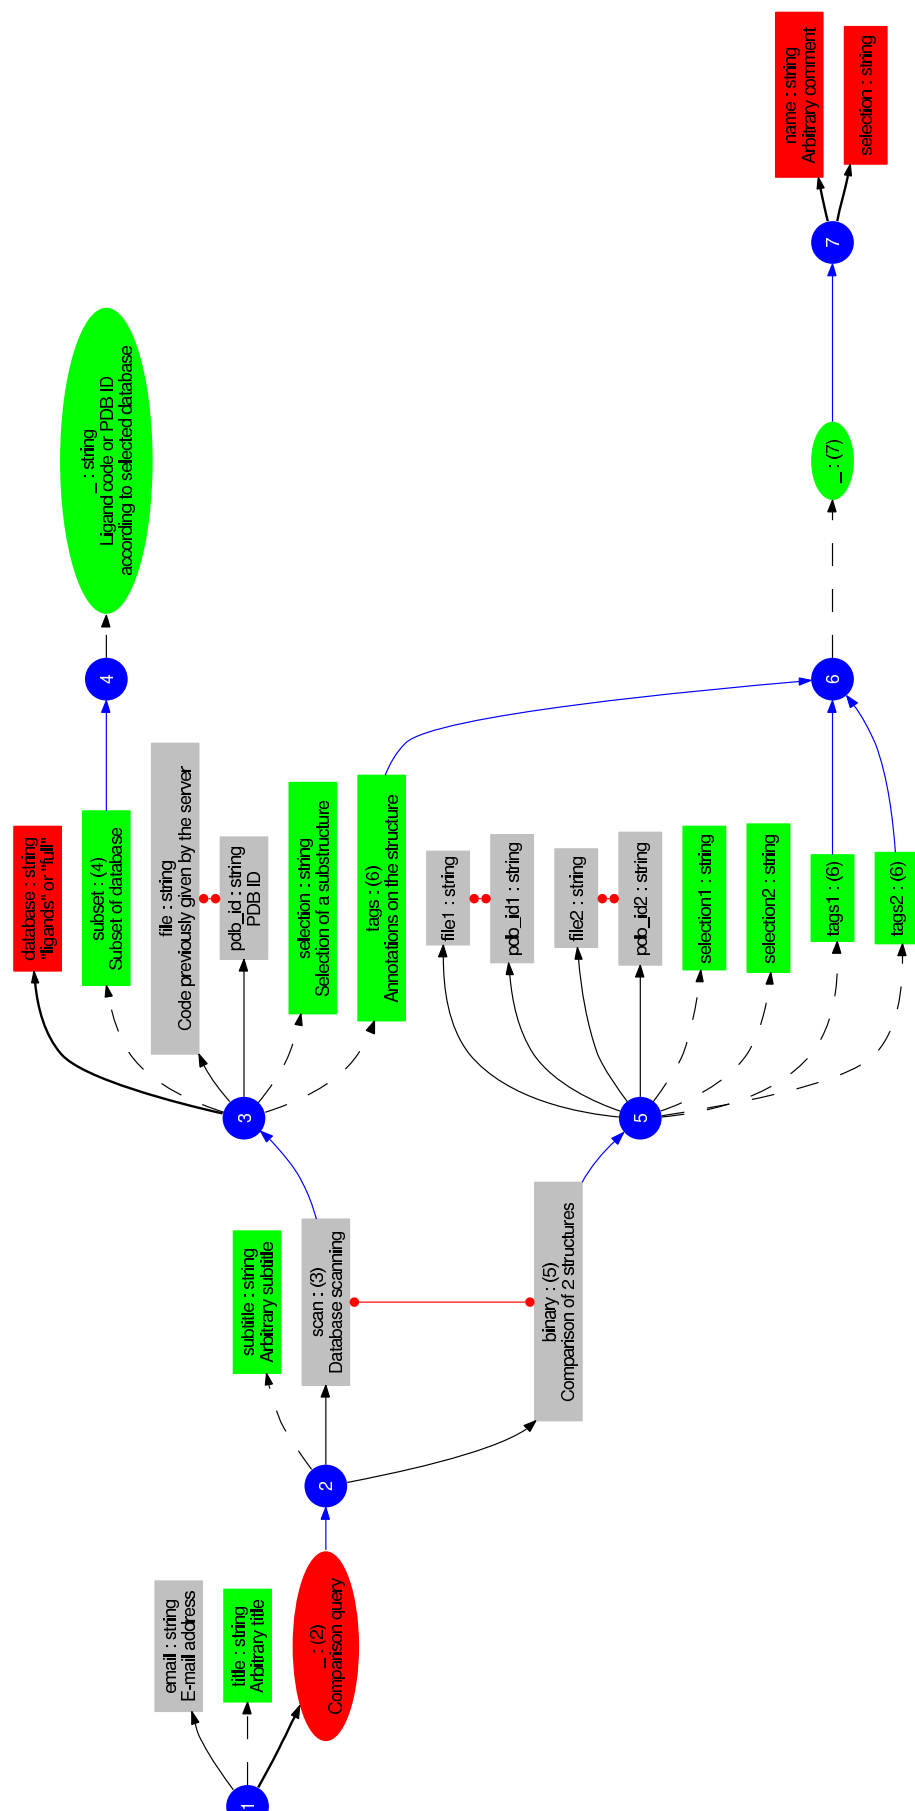 1
email : string
E-mail address
title : string
Arbitrary title
_ : (2)
Comparison query
2
subtitle : string
Arbitrary subtitle
scan : (3)
Database scanning
binary : (5)
Comparison of 2 structures
3
database : string
"ligands" or "full"
subset : (4)
Subset of database
file : string
Code previously given by the server
pdb_id : string
PDB ID
selection : string
Selection of a substructure
tags : (6)
Annotations on the structure
4
_ : string
Ligand code or PDB ID
according to selected database
5
file1 : string
pdb_id1 : string
file2 : string
pdb_id2 : string
selection1 : string
selection2 : string
tags1 : (6)
tags2 : (6)
6
_ : (7)
7
name : string
Arbitrary comment
selection : string